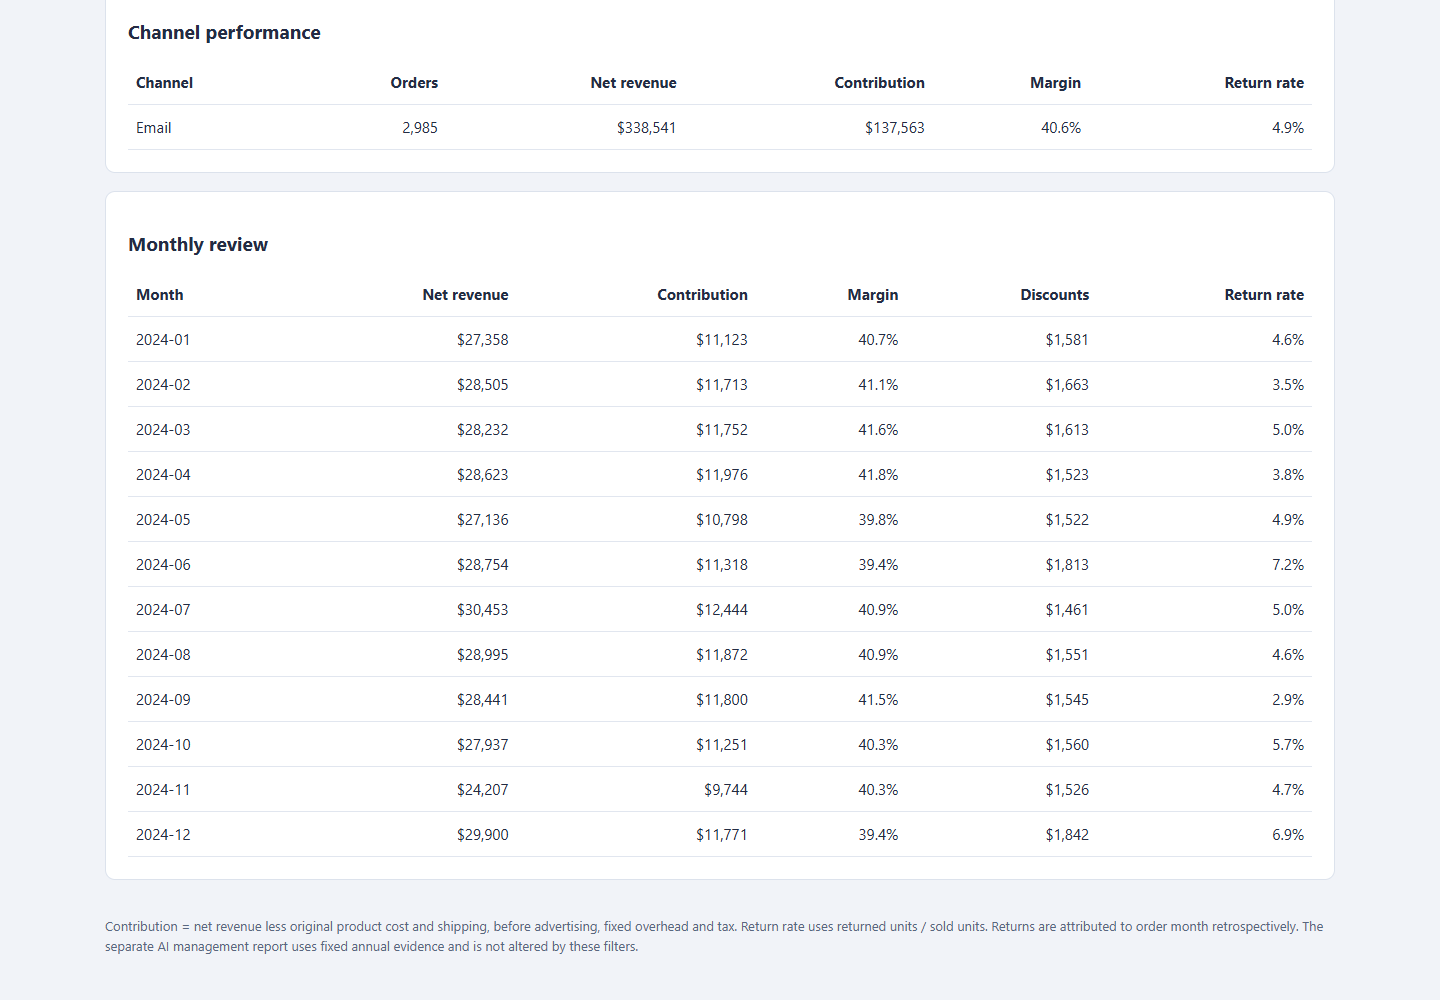 Channel performance
Channel Orders Net revenue Contribution Margin Return rate
Email 2,985 $338,541 $137,563 40.6% 4.9%
Monthly review
Month Net revenue Contribution Margin Discounts Return rate
2024-01 $27,358 $11,123 40.7% $1,581 4.6%
2024-02 $28,505 $11,713 41.1% $1,663 3.5%
2024-03 $28,232 $11,752 41.6% $1,613 5.0%
2024-04 $28,623 $11,976 41.8% $1,523 3.8%
2024-05 $27,136 $10,798 39.8% $1,522 4.9%
2024-06 $28,754 $11,318 39.4% $1,813 7.2%
2024-07 $30,453 $12,444 40.9% $1,461 5.0%
2024-08 $28,995 $11,872 40.9% $1,551 4.6%
2024-09 $28,441 $11,800 41.5% $1,545 2.9%
2024-10 $27,937 $11,251 40.3% $1,560 5.7%
2024-11 $24,207 $9,744 40.3% $1,526 4.7%
2024-12 $29,900 $11,771 39.4% $1,842 6.9%
Contribution = net revenue less original product cost and shipping, before advertising, fixed overhead and tax. Return rate uses returned units / sold units. Returns are attributed to order month retrospectively. The
separate AI management report uses fixed annual evidence and is not altered by these filters.